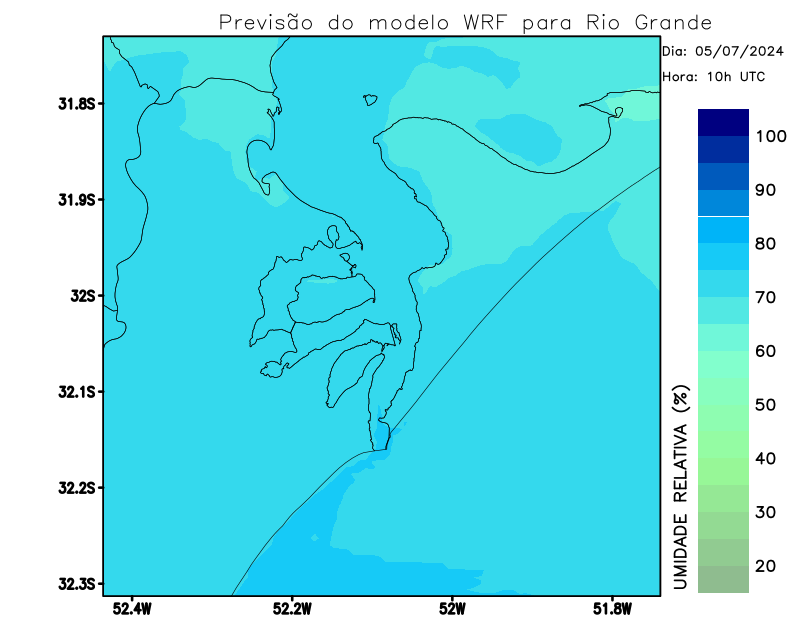 Previsão do modelo WRF para Rio Grande
Dia: 05/07/2024
Hora: 10h UTC
31.8S
31.9S
32S
32.1S
32.2S
32.3S
52.4W
52.2W
52W
51.8W
100
90
80
70
60
50
40
30
20
UMIDADE RELATIVA (%)